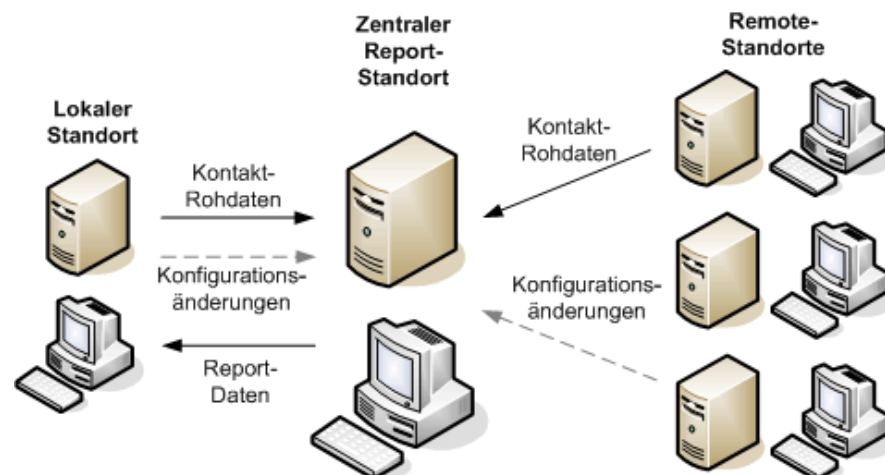 Zentraler
Report-
Standort
Remote-
Standorte
Lokaler
Standort
Kontakt-
Rohdaten
Kontakt-
Rohdaten
Konfigurations-
änderungen
Konfigurations-
änderungen
Report-
Daten